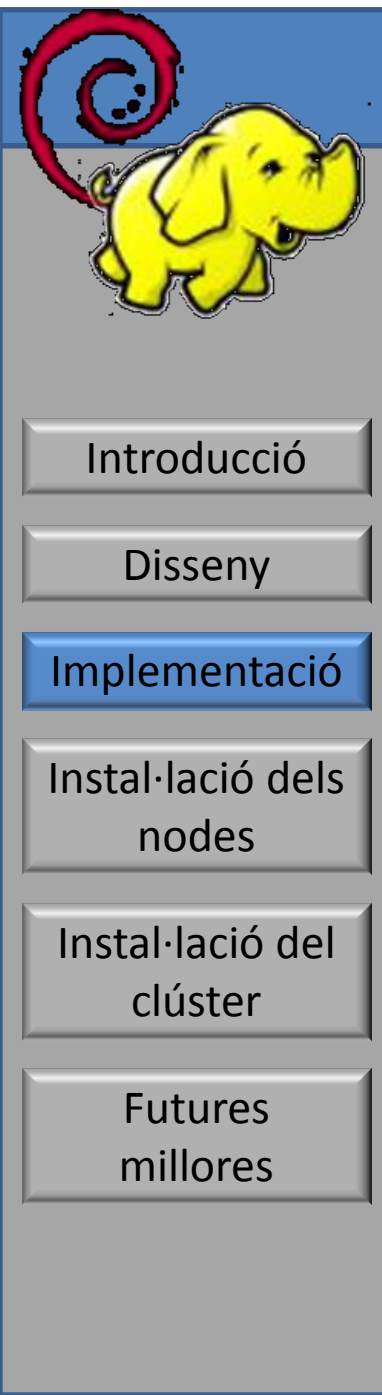 Introducció
Disseny
Implementació
Instal·lació dels
nodes
Instal·lació del
clúster
Futures
millores